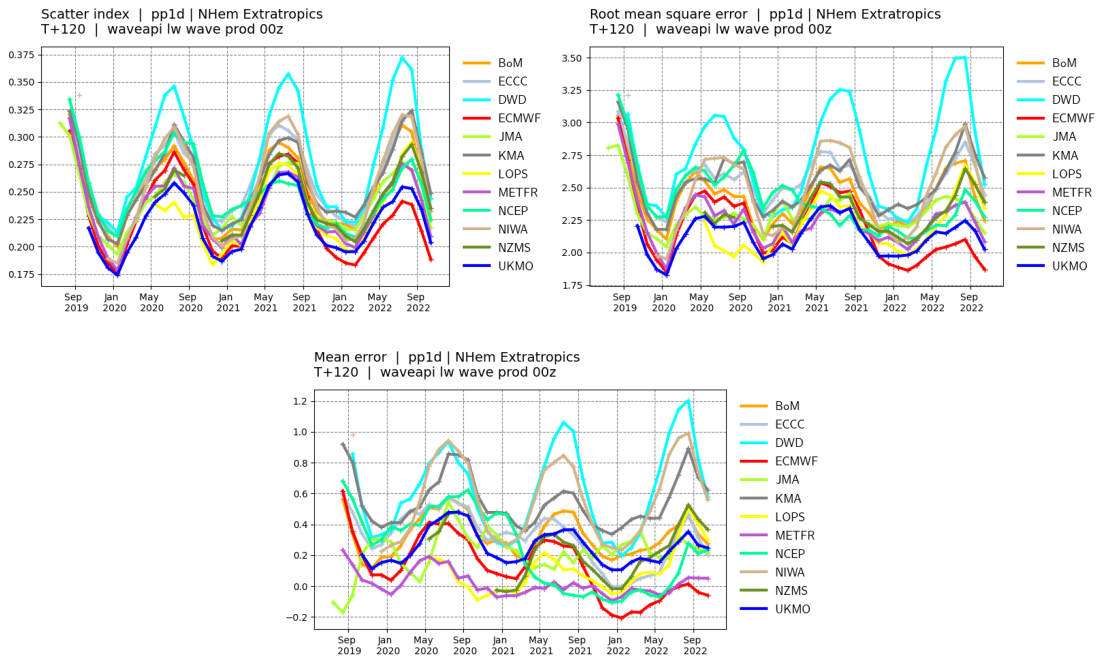 Scatter index | pp1d | NHem Extratropics
T+120 | waveapi lw wave prod 00z
0.375
0.350
0.325
0.300
0.275
0.250
0.225
0.200
0.175
Sep 2019
Jan 2020
May 2020
Sep 2020
Jan 2021
May 2021
Sep 2021
Jan 2022
May 2022
Sep 2022
BoM
ECCC
DWD
ECMWF
JMA
KMA
LOPS
METFR
NCEP
NIWA
NZMS
UKMO
Root mean square error | pp1d | NHem Extratropics
T+120 | waveapi lw wave prod 00z
3.50
3.25
3.00
2.75
2.50
2.25
2.00
1.75
Sep 2019
Jan 2020
May 2020
Sep 2020
Jan 2021
May 2021
Sep 2021
Jan 2022
May 2022
Sep 2022
BoM
ECCC
DWD
ECMWF
JMA
KMA
LOPS
METFR
NCEP
NIWA
NZMS
UKMO
Mean error | pp1d | NHem Extratropics
T+120 | waveapi lw wave prod 00z
1.2
1.0
0.8
0.6
0.4
0.2
0.0
−0.2
Sep 2019
Jan 2020
May 2020
Sep 2020
Jan 2021
May 2021
Sep 2021
Jan 2022
May 2022
Sep 2022
BoM
ECCC
DWD
ECMWF
JMA
KMA
LOPS
METFR
NCEP
NIWA
NZMS
UKMO